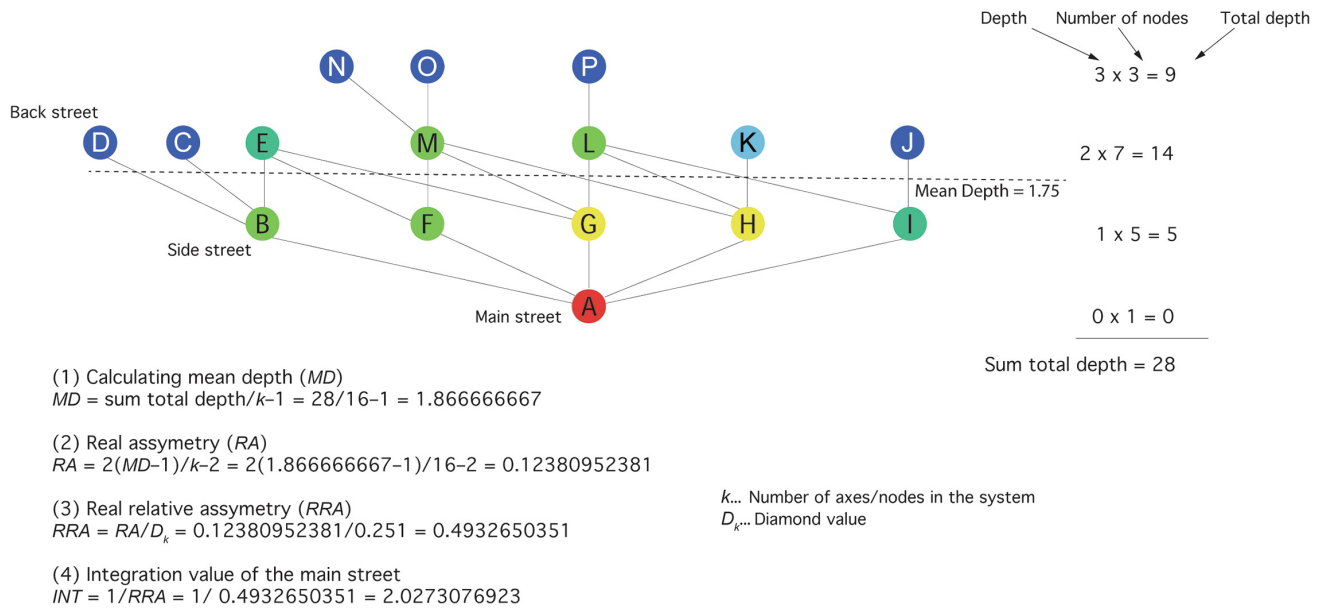 Depth Number of nodes Total depth
N O P
3 x 3 = 9
Back street
D C E M L K J
2 x 7 = 14
Mean Depth = 1.75
B F G H I
1 x 5 = 5
Side street
A
Main street
0 x 1 = 0
Sum total depth = 28
(1) Calculating mean depth (MD)
MD = sum total depth/k–1 = 28/16–1 = 1.866666667
(2) Real assymetry (RA)
RA = 2(MD–1)/k–2 = 2(1.866666667–1)/16–2 = 0.12380952381
(3) Real relative assymetry (RRA)
RRA = RA/Dk = 0.12380952381/0.251 = 0.4932650351
(4) Integration value of the main street
INT = 1/RRA = 1/ 0.4932650351 = 2.0273076923
k... Number of axes/nodes in the system
Dk... Diamond value